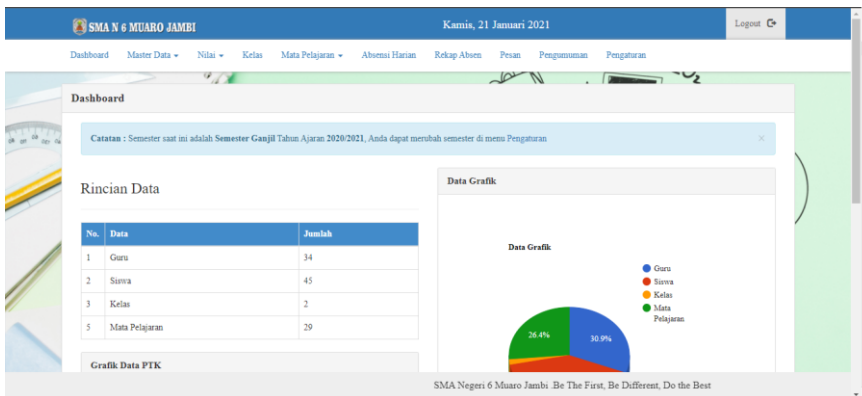 SMA N 6 MUARO JAMBI
Kamis, 21 Januari 2021
Logout
Dashboard Master Data Nilai Kelas Mata Pelajaran Absensi Harian Rekap Absen Pesan Pengumuman Pengaturan
Dashboard
Catatan : Semester saat ini adalah Semester Ganjil Tahun Ajaran 2020/2021, Anda dapat merubah semester di menu Pengaturan
×
Rincian Data
No. Data Jumlah
1 Guru 34
2 Siswa 45
3 Kelas 2
5 Mata Pelajaran 29
Grafik Data PTK
Data Grafik
Data Grafik
Guru
Siswa
Kelas
Mata
Pelajaran
26.4%
30.9%
SMA Negeri 6 Muaro Jambi .Be The First, Be Different, Do the Best